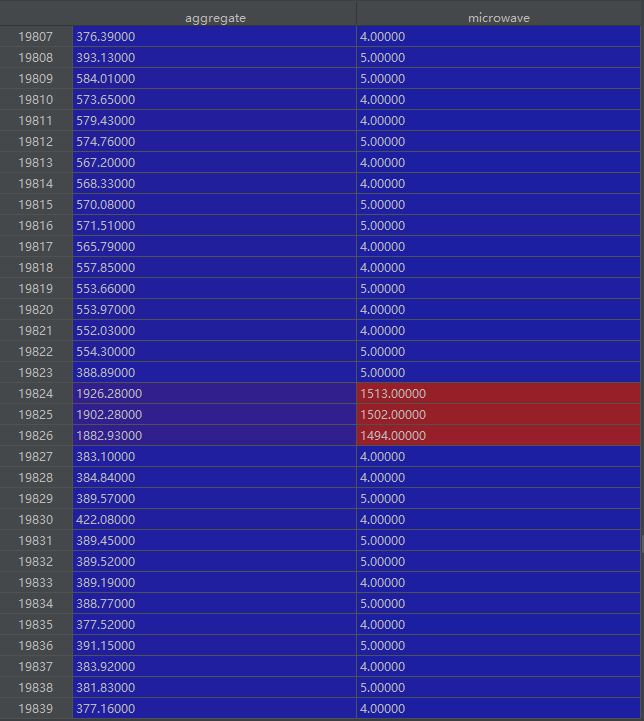 aggregate microwave
19807 376.39000 4.00000
19808 393.13000 5.00000
19809 584.01000 5.00000
19810 573.65000 4.00000
19811 579.43000 4.00000
19812 574.76000 5.00000
19813 567.20000 4.00000
19814 568.33000 4.00000
19815 570.08000 5.00000
19816 571.51000 5.00000
19817 565.79000 4.00000
19818 557.85000 4.00000
19819 553.66000 5.00000
19820 553.97000 4.00000
19821 552.03000 4.00000
19822 554.30000 5.00000
19823 388.89000 5.00000
19824 1926.28000 1513.00000
19825 1902.28000 1502.00000
19826 1882.93000 1494.00000
19827 383.10000 4.00000
19828 384.84000 4.00000
19829 389.57000 5.00000
19830 422.08000 4.00000
19831 389.45000 5.00000
19832 389.52000 5.00000
19833 389.19000 4.00000
19834 388.77000 5.00000
19835 377.52000 4.00000
19836 391.15000 5.00000
19837 383.92000 4.00000
19838 381.83000 5.00000
19839 377.16000 4.00000